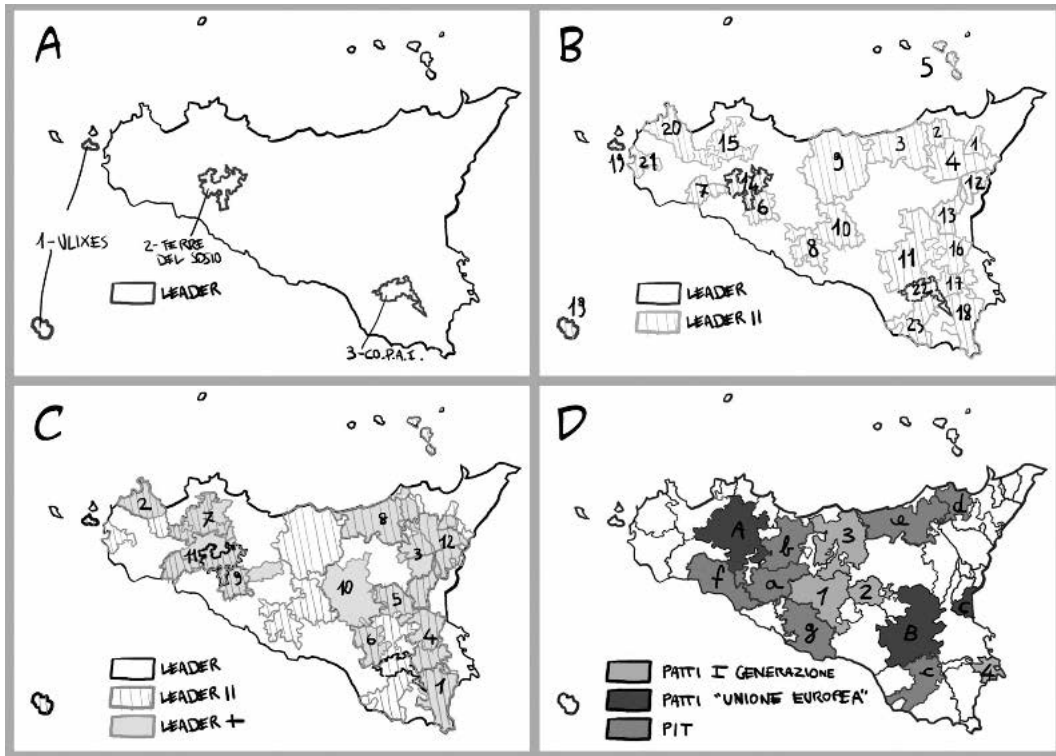 A
1-ULIXES
2-TERRE
DEL SOSIO
LEADER
3-CO.P.A.I.
B
5
20
15
2
1
3
4
19
21
9
14
7
6
12
13
10
8
11
16
22
17
18
23
19
LEADER
LEADER II
C
2
7
8
12
3
11
9
10
5
6
4
1
LEADER
LEADER II
LEADER +
D
A
b
3
e
d
f
a
1
2
C
g
B
c
4
PATTI I GENERAZIONE
PATTI "UNIONE EUROPEA"
PIT